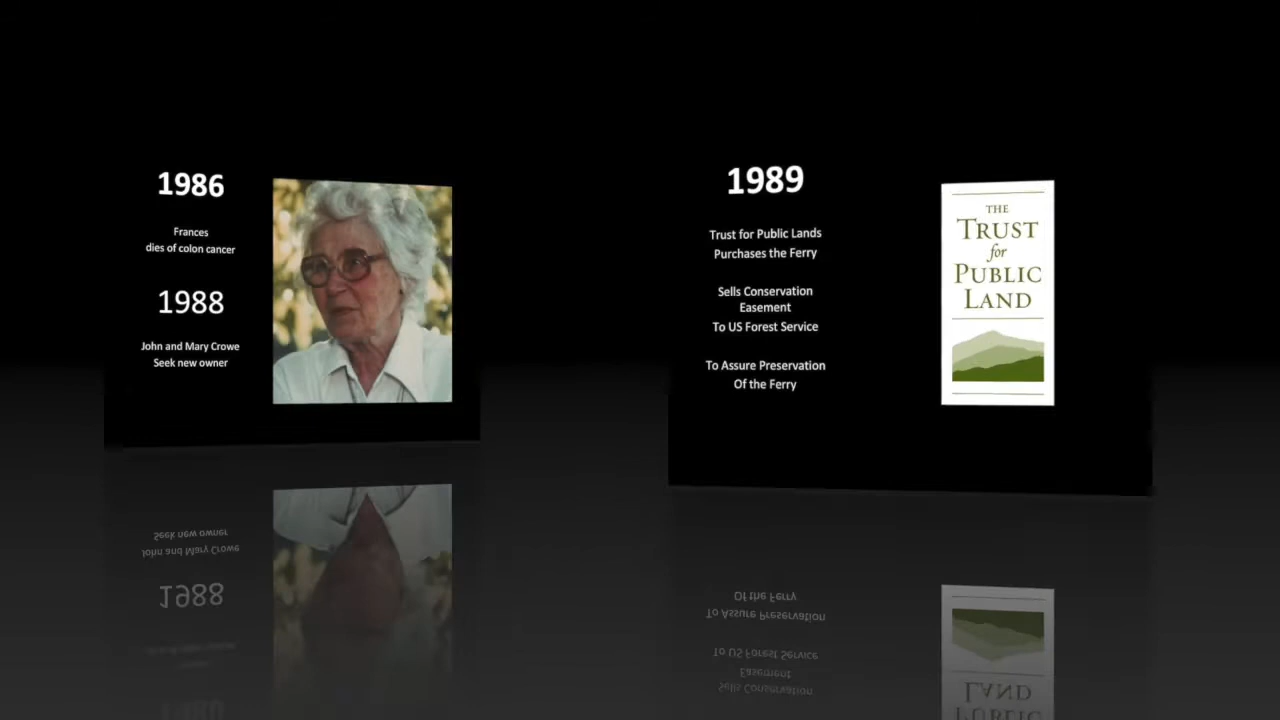 1986
Frances
dies of colon cancer
1988
John and Mary Crowe
Seek new owner
1989
Trust for Public Lands
Purchases the Ferry
Sells Conservation
Easement
To US Forest Service
To Assure Preservation
Of the Ferry
THE
TRUST
for
PUBLIC
LAND